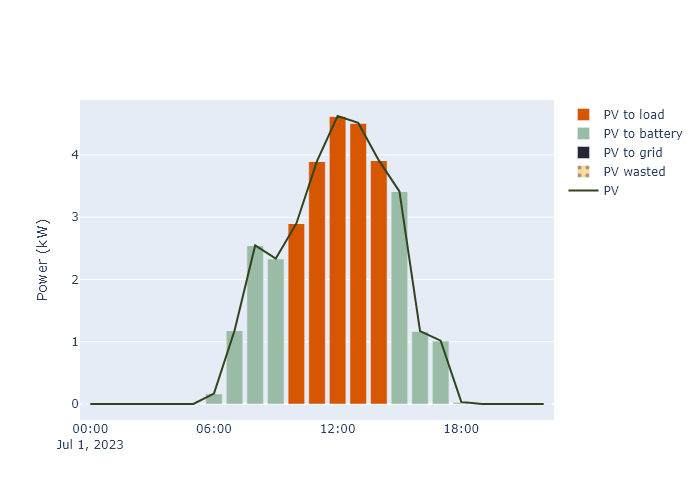 PV to load
PV to battery
PV to grid
PV wasted
PV
Power (kW)
4
3
2
1
0
00:00
06:00
12:00
18:00
Jul 1, 2023